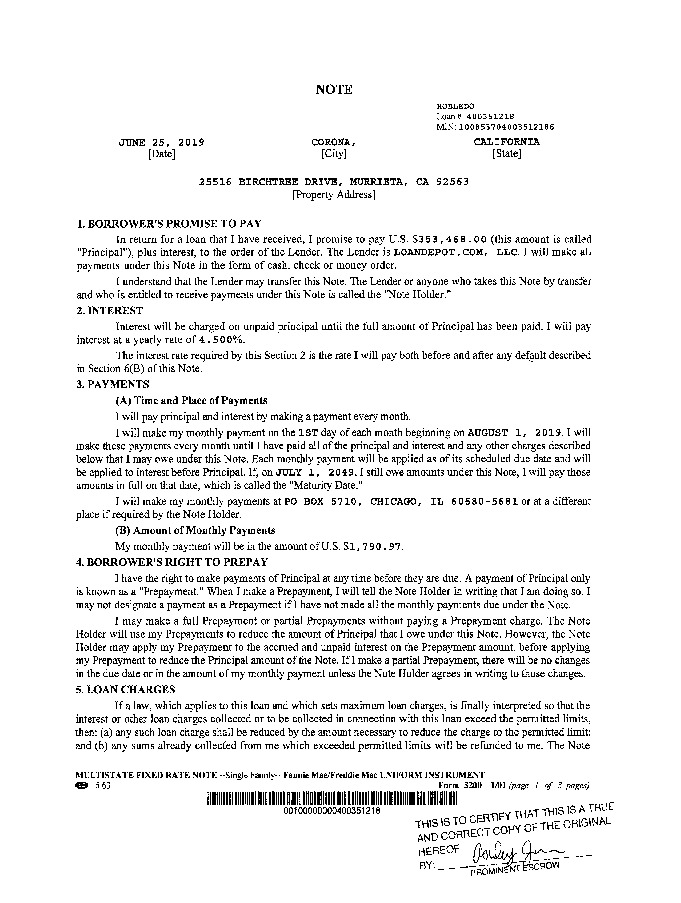 NOTE
ROBLEDO
Loan #: 400351218
MIN: 100853704003512186
JUNE 25, 2019 CORONA, CALIFORNIA
[Date] [City] [State]
25516 BIRCHTREE DRIVE, MURRIETA, CA 92563
[Property Address]
1. BORROWER'S PROMISE TO PAY
In return for a loan that I have received, I promise to pay U.S. $353,468.00 (this amount is called
"Principal"), plus interest, to the order of the Lender. The Lender is LOANDEPOT.COM, LLC. I will make all
payments under this Note in the form of cash, check or money order.
I understand that the Lender may transfer this Note. The Lender or anyone who takes this Note by transfer
and who is entitled to receive payments under this Note is called the "Note Holder."
2. INTEREST
Interest will be charged on unpaid principal until the full amount of Principal has been paid. I will pay
interest at a yearly rate of 4.500%.
The interest rate required by this Section 2 is the rate I will pay both before and after any default described
in Section 6(B) of this Note.
3. PAYMENTS
(A) Time and Place of Payments
I will pay principal and interest by making a payment every month.
I will make my monthly payment on the 1ST day of each month beginning on AUGUST 1, 2019. I will
make these payments every month until I have paid all of the principal and interest and any other charges described
below that I may owe under this Note. Each monthly payment will be applied as of its scheduled due date and will
be applied to interest before Principal. If, on JULY 1, 2049, I still owe amounts under this Note, I will pay those
amounts in full on that date, which is called the "Maturity Date."
I will make my monthly payments at PO BOX 5710, CHICAGO, IL 60680-5681 or at a different
place if required by the Note Holder.
(B) Amount of Monthly Payments
My monthly payment will be in the amount of U.S. $1,790.97.
4. BORROWER'S RIGHT TO PREPAY
I have the right to make payments of Principal at any time before they are due. A payment of Principal only
is known as a "Prepayment." When I make a Prepayment, I will tell the Note Holder in writing that I am doing so. I
may not designate a payment as a Prepayment if I have not made all the monthly payments due under the Note.
I may make a full Prepayment or partial Prepayments without paying a Prepayment charge. The Note
Holder will use my Prepayments to reduce the amount of Principal that I owe under this Note. However, the Note
Holder may apply my Prepayment to the accrued and unpaid interest on the Prepayment amount, before applying
my Prepayment to reduce the Principal amount of the Note. If I make a partial Prepayment, there will be no changes
in the due date or in the amount of my monthly payment unless the Note Holder agrees in writing to those changes.
5. LOAN CHARGES
If a law, which applies to this loan and which sets maximum loan charges, is finally interpreted so that the
interest or other loan charges collected or to be collected in connection with this loan exceed the permitted limits,
then: (a) any such loan charge shall be reduced by the amount necessary to reduce the charge to the permitted limit;
and (b) any sums already collected from me which exceeded permitted limits will be refunded to me. The Note
MULTISTATE FIXED RATE NOTE --Single Family-- Fannie Mae/Freddie Mac UNIFORM INSTRUMENT
Form 3200 1/01 (page 1 of 3 pages)
THIS IS TO CERTIFY THAT THIS IS A TRUE
AND CORRECT COPY OF THE ORIGINAL
HEREOF
BY:
PROMINENT ESCROW